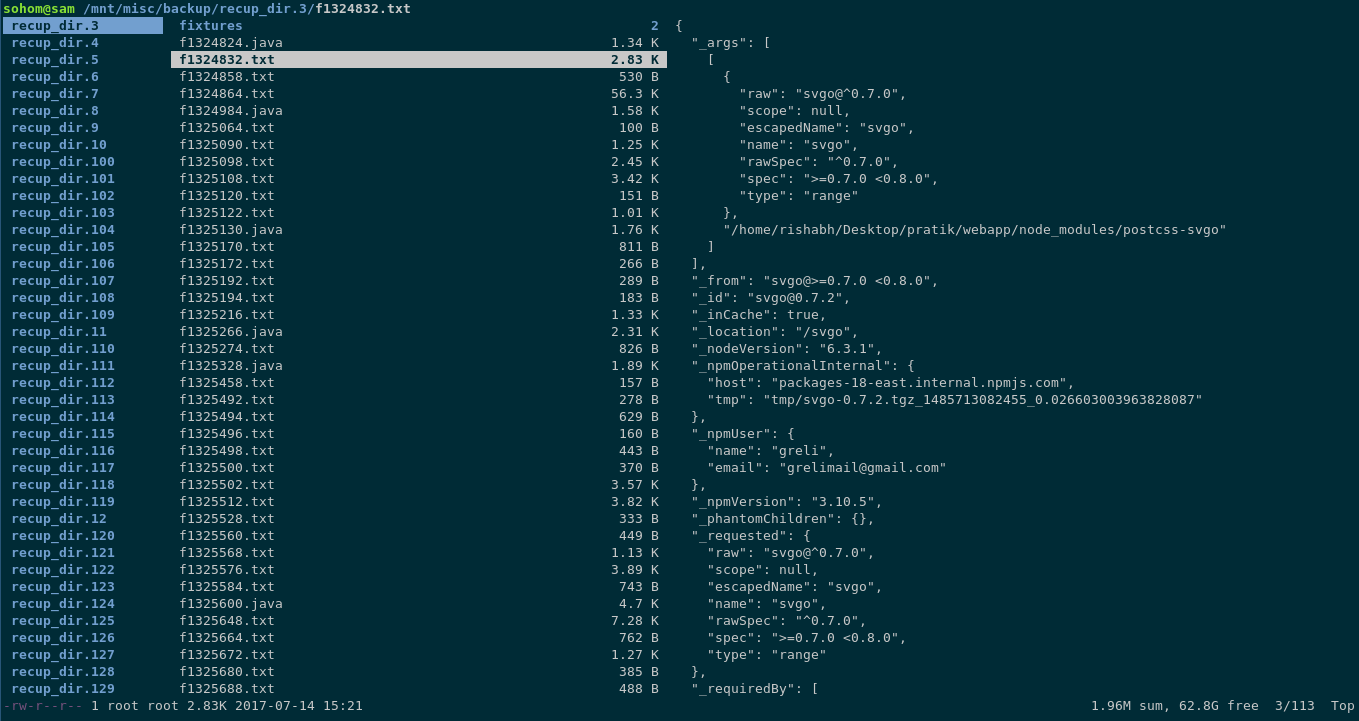 sohom@sam /mnt/misc/backup/recup_dir.3/f1324832.txt
recup_dir.3 fixtures 2 {
recup_dir.4 f1324824.java 1.34 K "_args": [
recup_dir.5 f1324832.txt 2.83 K [
recup_dir.6 f1324858.txt 530 B {
recup_dir.7 f1324864.txt 56.3 K "raw": "svgo@^0.7.0",
recup_dir.8 f1324984.java 1.58 K "scope": null,
recup_dir.9 f1325064.txt 100 B "escapedName": "svgo",
recup_dir.10 f1325090.txt 1.25 K "name": "svgo",
recup_dir.100 f1325098.txt 2.45 K "rawSpec": "^0.7.0",
recup_dir.101 f1325108.txt 3.42 K "spec": ">=0.7.0 <0.8.0",
recup_dir.102 f1325120.txt 151 B "type": "range"
recup_dir.103 f1325122.txt 1.01 K },
recup_dir.104 f1325130.java 1.76 K "/home/rishabh/Desktop/pratik/webapp/node_modules/postcss-svgo"
recup_dir.105 f1325170.txt 811 B ]
recup_dir.106 f1325172.txt 266 B ],
recup_dir.107 f1325192.txt 289 B "_from": "svgo@>=0.7.0 <0.8.0",
recup_dir.108 f1325194.txt 183 B "_id": "svgo@0.7.2",
recup_dir.109 f1325216.txt 1.33 K "_inCache": true,
recup_dir.11 f1325266.java 2.31 K "_location": "/svgo",
recup_dir.110 f1325274.txt 826 B "_nodeVersion": "6.3.1",
recup_dir.111 f1325328.java 1.89 K "_npmOperationalInternal": {
recup_dir.112 f1325458.txt 157 B "host": "packages-18-east.internal.npmjs.com",
recup_dir.113 f1325492.txt 278 B "tmp": "tmp/svgo-0.7.2.tgz_1485713082455_0.026603003963828087"
recup_dir.114 f1325494.txt 629 B },
recup_dir.115 f1325496.txt 160 B "_npmUser": {
recup_dir.116 f1325498.txt 443 B "name": "greli",
recup_dir.117 f1325500.txt 370 B "email": "grelimail@gmail.com"
recup_dir.118 f1325502.txt 3.57 K },
recup_dir.119 f1325512.txt 3.82 K "_npmVersion": "3.10.5",
recup_dir.12 f1325528.txt 333 B "_phantomChildren": {},
recup_dir.120 f1325560.txt 449 B "_requested": {
recup_dir.121 f1325568.txt 1.13 K "raw": "svgo@^0.7.0",
recup_dir.122 f1325576.txt 3.89 K "scope": null,
recup_dir.123 f1325584.txt 743 B "escapedName": "svgo",
recup_dir.124 f1325600.java 4.7 K "name": "svgo",
recup_dir.125 f1325648.txt 7.28 K "rawSpec": "^0.7.0",
recup_dir.126 f1325664.txt 762 B "spec": ">=0.7.0 <0.8.0",
recup_dir.127 f1325672.txt 1.27 K "type": "range"
recup_dir.128 f1325680.txt 385 B },
recup_dir.129 f1325688.txt 488 B "_requiredBy": [
-rw-r--r-- 1 root root 2.83K 2017-07-14 15:21 1.96M sum, 62.8G free 3/113 Top